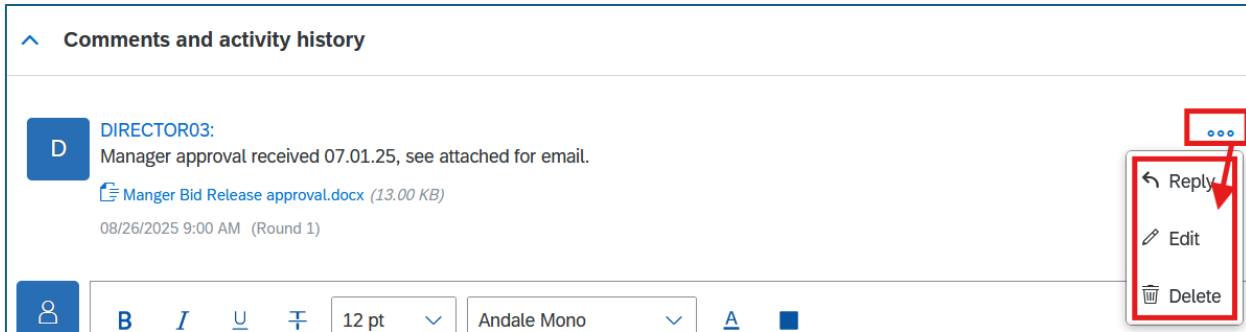 Comments and activity history
D
DIRECTOR03:
Manager approval received 07.01.25, see attached for email.
Manger Bid Release approval.docx (13.00 KB)
08/26/2025 9:00 AM (Round 1)
Reply
Edit
Delete
B I U T 12 pt Andale Mono A